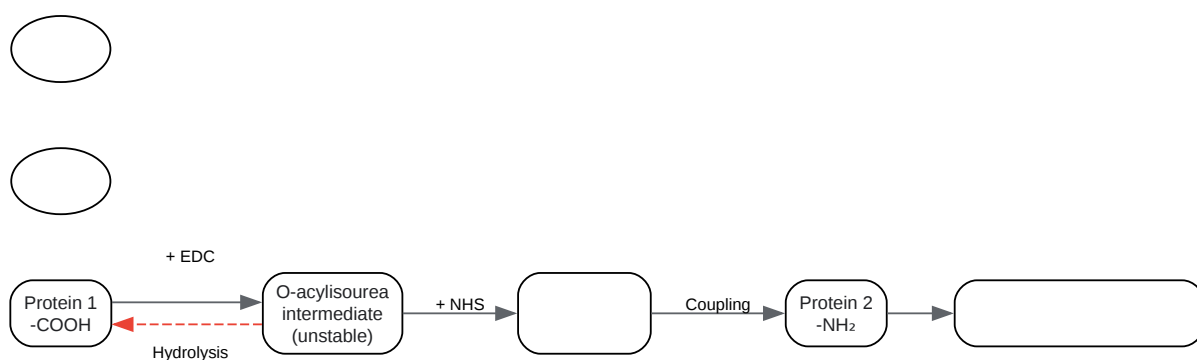 + EDC
Protein 1
-COOH
Hydrolysis
O-acylisourea
intermediate
(unstable)
+ NHS
Coupling
Protein 2
-NH₂